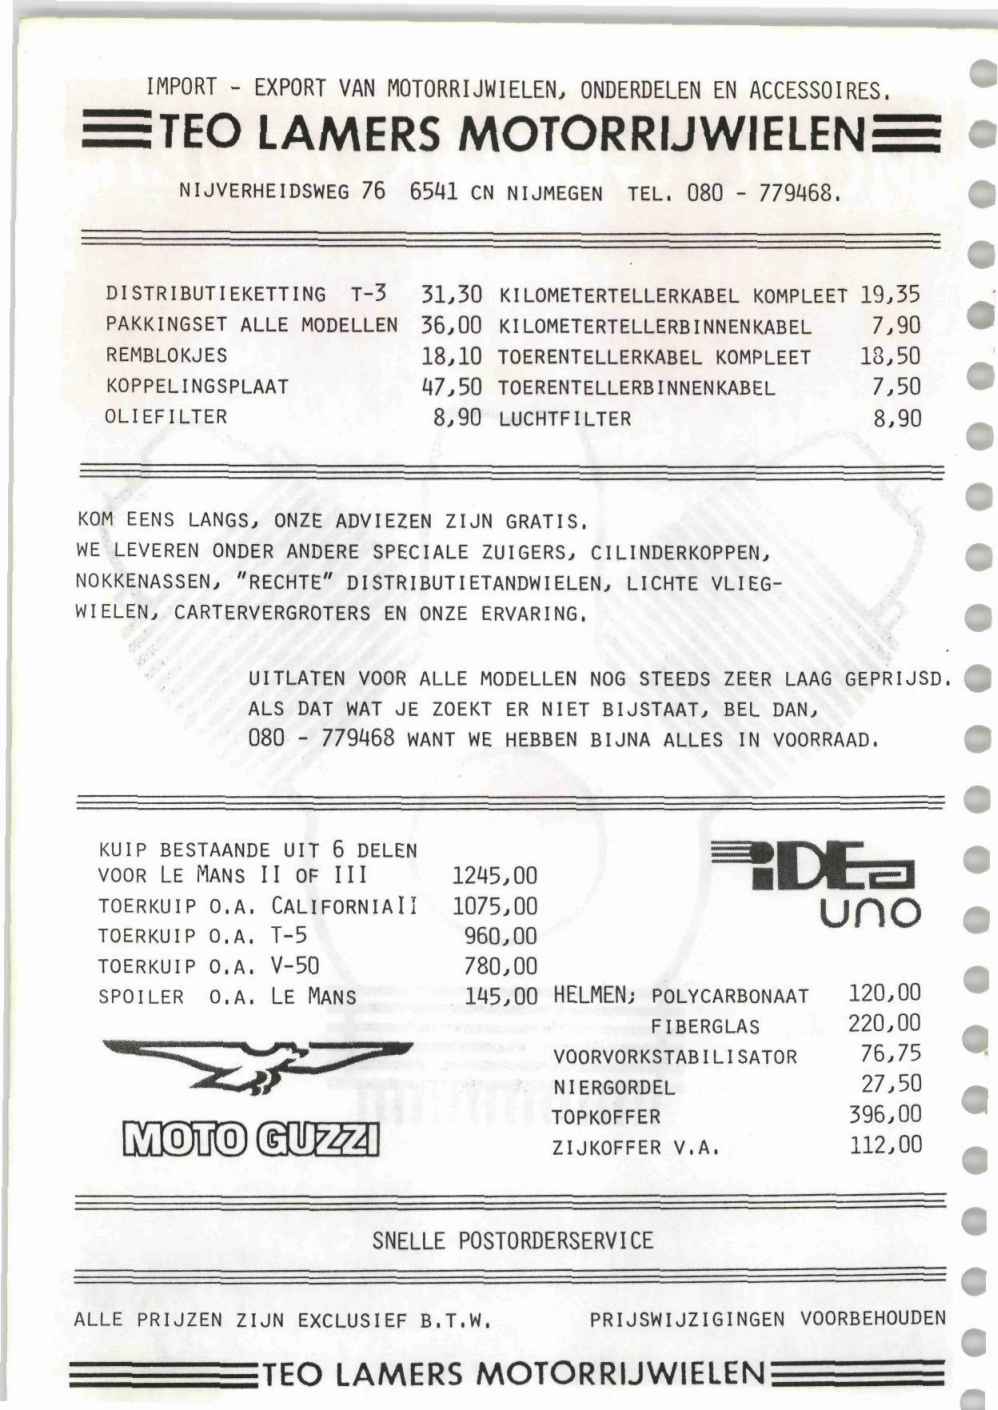 IMPORT - EXPORT VAN MOTORRIJWIELEN, ONDERDELEN EN ACCESSOIRES.
TEO LAMERS MOTORRIJWIELEN
NIJVERHEIDSWEG 76 6541 CN NIJMEGEN TEL. 080 - 779468.
DISTRIBUTIEKETTING T-3 31,30 KILOMETERTELLERKABEL KOMPLEET 19,35
PAKKINGSET ALLE MODELLEN 36,00 KILOMETERTELLERBINNENKABEL 7,90
REMBLOKJES 18,10 TOERENTELLERKABEL KOMPLEET 18,50
KOPPELINGSPLAAT 47,50 TOERENTELLERBINNENKABEL 7,50
OLIEFILTER 8,90 LUCHTFILTER 8,90
KOM EENS LANGS, ONZE ADVIEZEN ZIJN GRATIS.
WE LEVEREN ONDER ANDERE SPECIALE ZUIGERS, CILINDERKOPPEN,
NOKKENASSEN, "RECHTE" DISTRIBUTIETANDWIELEN, LICHTE VLIEG-
WIELEN, CARTERVERGROTERS EN ONZE ERVARING.
UITLATEN VOOR ALLE MODELLEN NOG STEEDS ZEER LAAG GEPRIJSD.
ALS DAT WAT JE ZOEKT ER NIET BIJSTAAT, BEL DAN,
080 - 779468 WANT WE HEBBEN BIJNA ALLES IN VOORRAAD.
KUIP BESTAANDE UIT 6 DELEN
VOOR LE MANS II OF III 1245,00
TOERKUIP O.A. CALIFORNIAII 1075,00
TOERKUIP O.A. T-5 960,00
TOERKUIP O.A. V-50 780,00
SPOILER O.A. LE MANS 145,00
MOTO GUZZI
iDEa
uno
HELMEN; POLYCARBONAAT 120,00
FIBERGLAS 220,00
VOORVORKSTABILISATOR 76,75
NIERGORDEL 27,50
TOPKOFFER 396,00
ZIJKOFFER V.A. 112,00
SNELLE POSTORDERSERVICE
ALLE PRIJZEN ZIJN EXCLUSIEF B.T.W. PRIJSWIJZIGINGEN VOORBEHOUDEN
TEO LAMERS MOTORRIJWIELEN